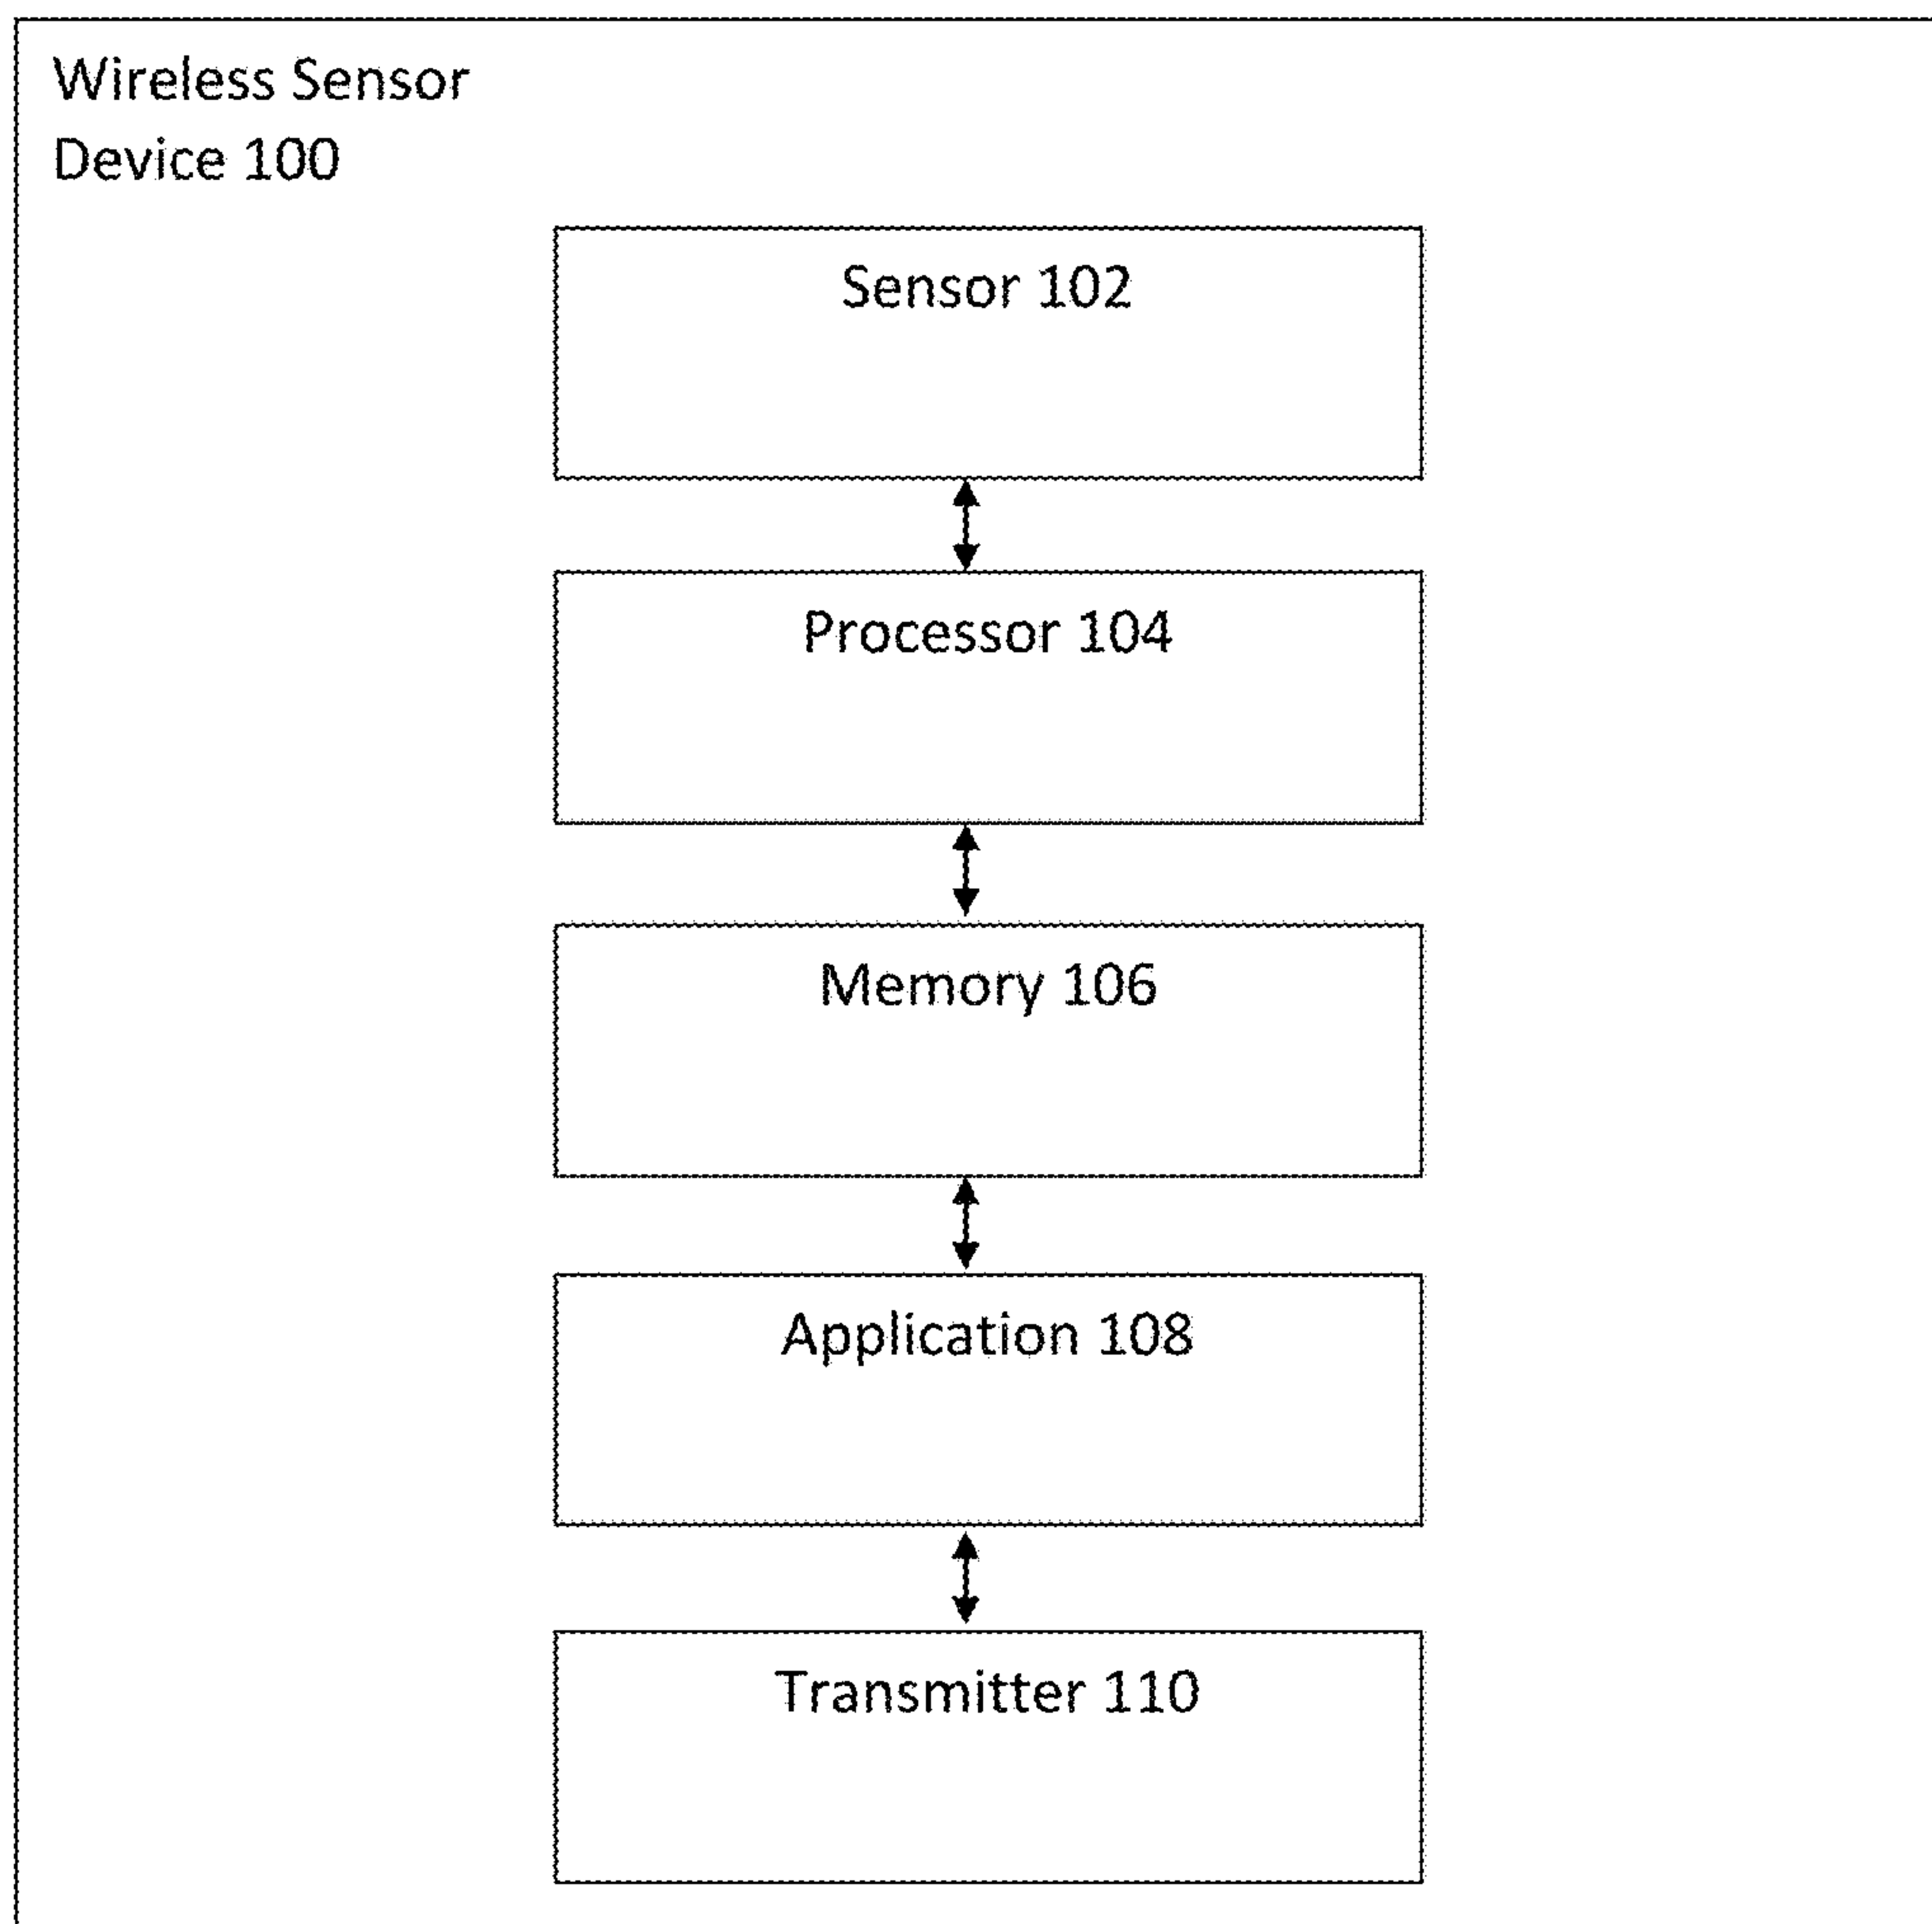 Wireless Sensor
Device 100
Sensor 102
Processor 104
Memory 106
Application 108
Transmitter 110